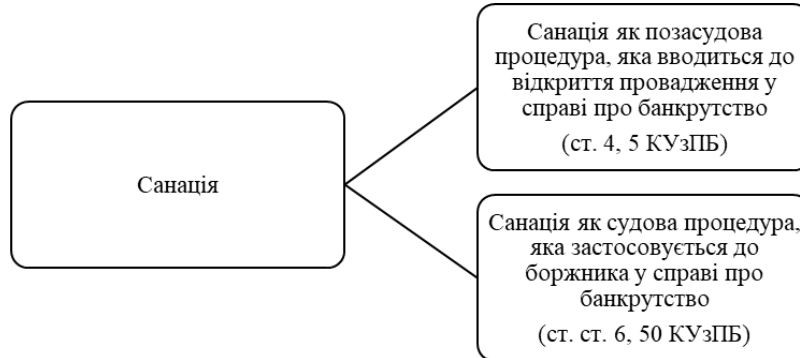 Санація
Санація як позасудова
процедура, яка вводиться до
відкриття провадження у
справі про банкрутство
(ст. 4, 5 КУзПБ)
Санація як судова процедура,
яка застосовується до
боржника у справі про
банкрутство
(ст. ст. 6, 50 КУзПБ)